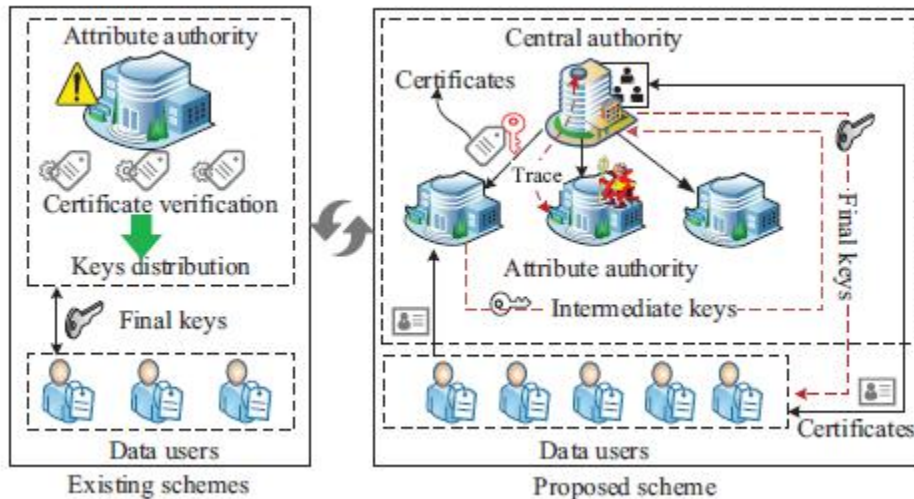 Attribute authority
Certificate verification
Keys distribution
Final keys
Data users
Existing schemes
Central authority
Certificates
Trace
Attribute authority
Intermediate keys
Final keys
Data users
Certificates
Proposed scheme